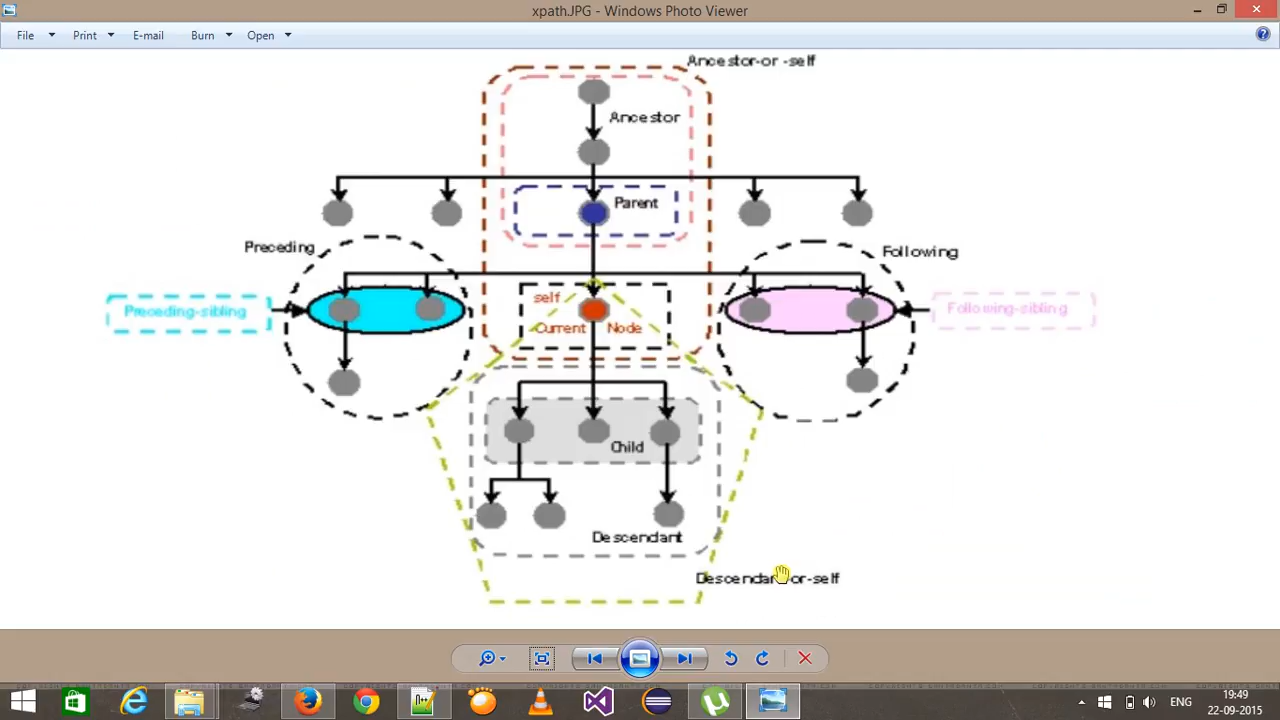 xpath.JPG - Windows Photo Viewer
File Print E-mail Burn Open
Ancestor-or -self
Ancestor
Parent
Preceding
Following
self
Preceding-sibling
Following-sibling
Current Node
Child
Descendant
Descendant-or-self
ENG
19:49
22-09-2015